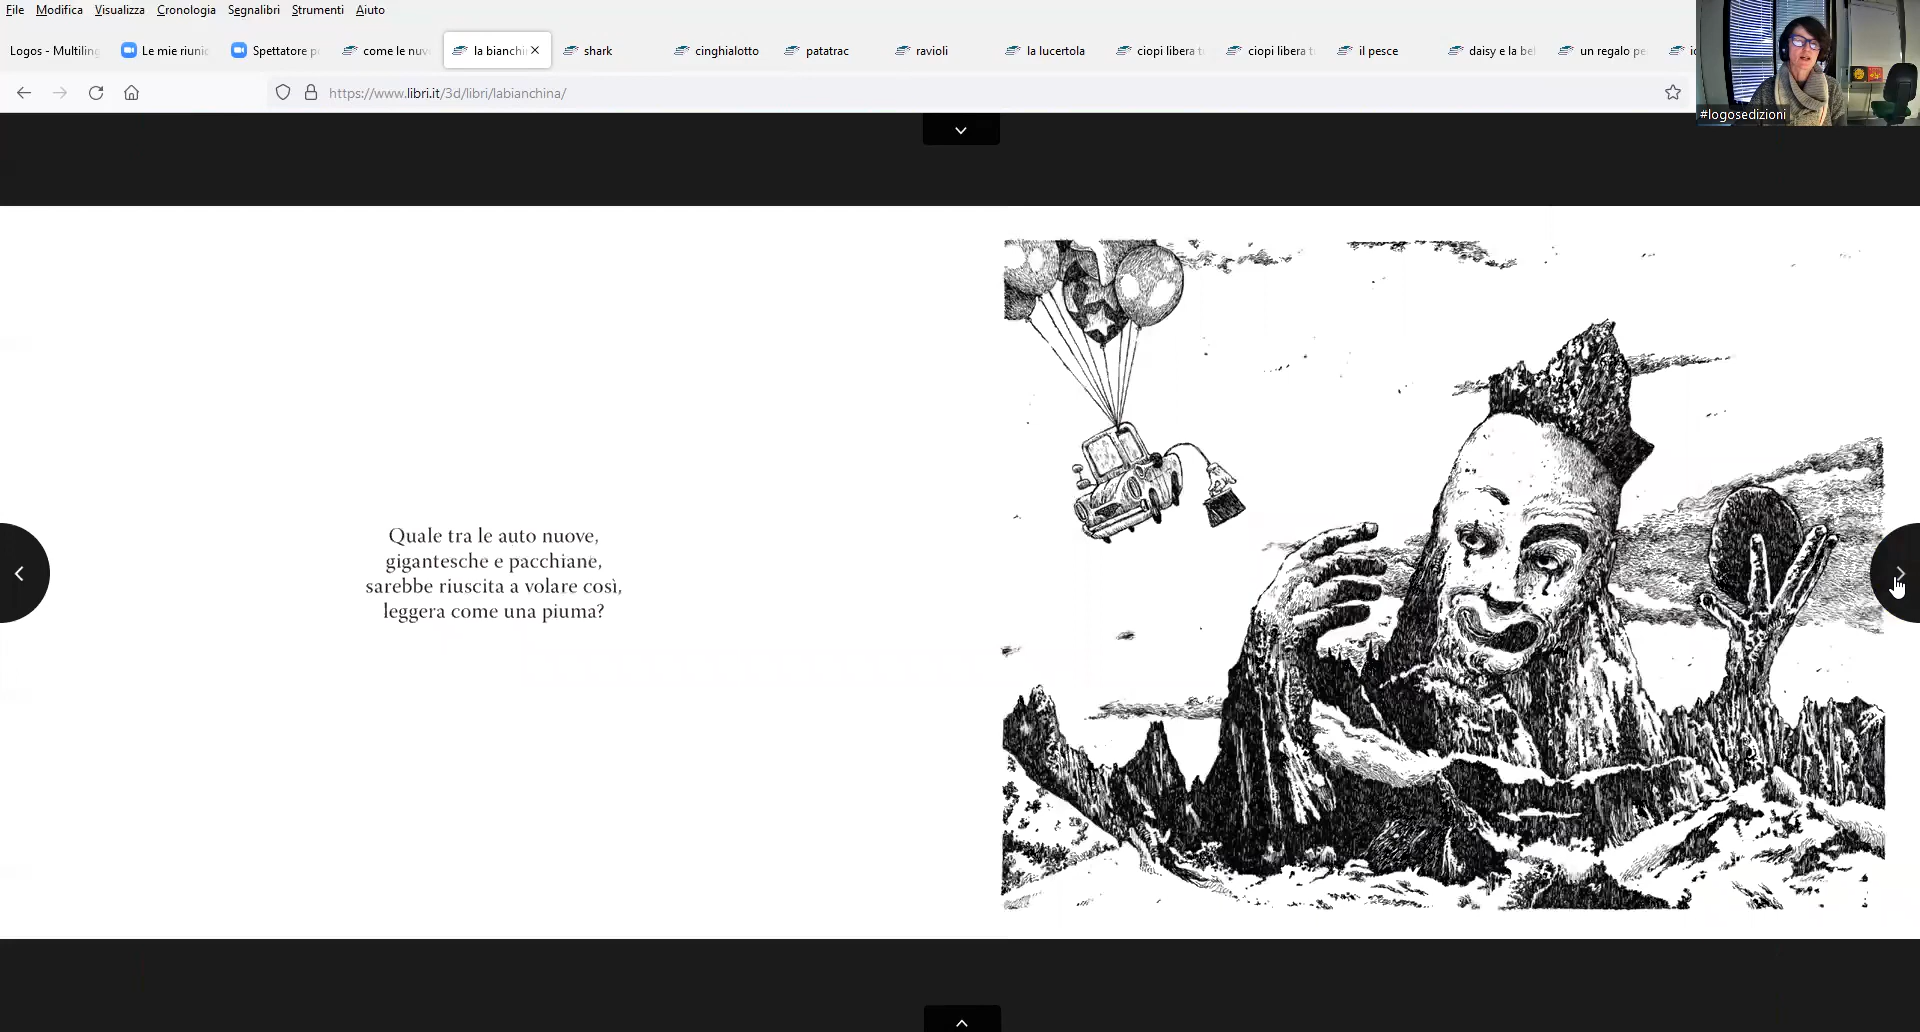 File Modifica Visualizza Cronologia Segnalibri Strumenti Aiuto
Logos - Multiling
Le mie riunio
Spettatore p
come le nuv
la bianchi
shark
cinghialotto
patatrac
ravioli
la lucertola
ciopi libera t
ciopi libera t
il pesce
daisy e la be
un regalo pe
https://www.libri.it/3d/libri/labianchina/
#logosedizioni
Quale tra le auto nuove,
gigantesche e pacchiane,
sarebbe riuscita a volare così,
leggera come una piuma?